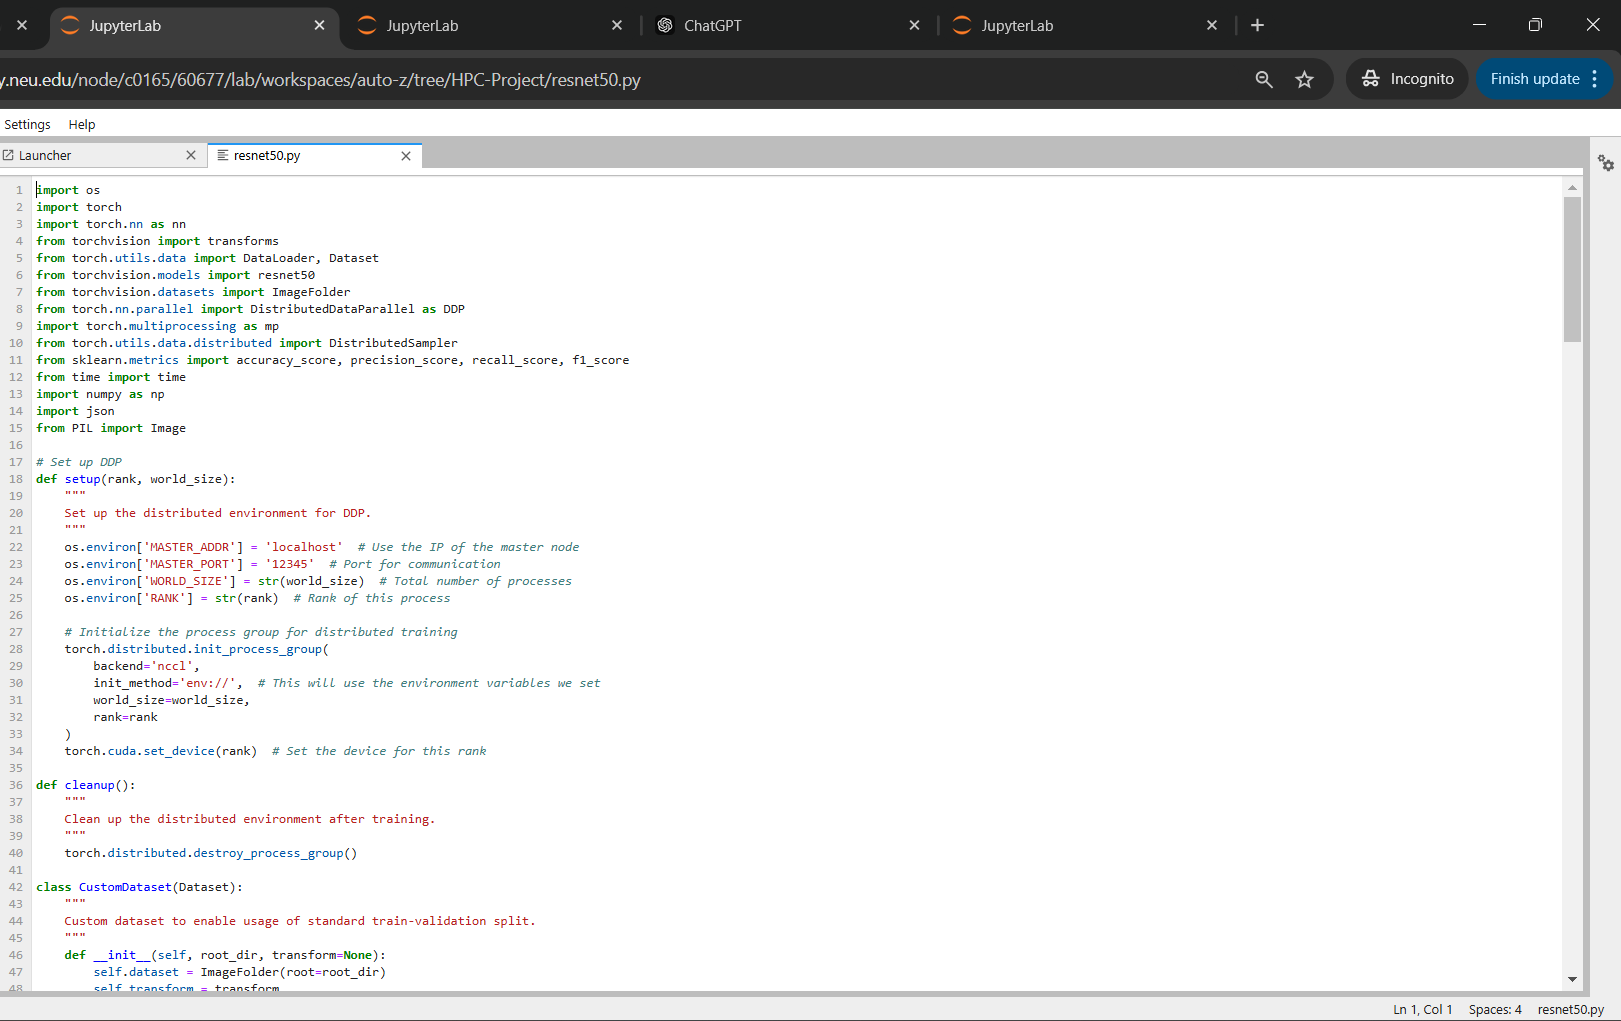 JupyterLab
JupyterLab
ChatGPT
JupyterLab
y.neu.edu/node/c0165/60677/lab/workspaces/auto-z/tree/HPC-Project/resnet50.py
Incognito
Finish update
Settings Help
Launcher
resnet50.py
1 import os
2 import torch
3 import torch.nn as nn
4 from torchvision import transforms
5 from torch.utils.data import DataLoader, Dataset
6 from torchvision.models import resnet50
7 from torchvision.datasets import ImageFolder
8 from torch.nn.parallel import DistributedDataParallel as DDP
9 import torch.multiprocessing as mp
10 from torch.utils.data.distributed import DistributedSampler
11 from sklearn.metrics import accuracy_score, precision_score, recall_score, f1_score
12 from time import time
13 import numpy as np
14 import json
15 from PIL import Image
16
17 # Set up DDP
18 def setup(rank, world_size):
19     """
20     Set up the distributed environment for DDP.
21     """
22     os.environ['MASTER_ADDR'] = 'localhost'  # Use the IP of the master node
23     os.environ['MASTER_PORT'] = '12345'  # Port for communication
24     os.environ['WORLD_SIZE'] = str(world_size)  # Total number of processes
25     os.environ['RANK'] = str(rank)  # Rank of this process
26
27     # Initialize the process group for distributed training
28     torch.distributed.init_process_group(
29         backend='nccl',
30         init_method='env://',  # This will use the environment variables we set
31         world_size=world_size,
32         rank=rank
33     )
34     torch.cuda.set_device(rank)  # Set the device for this rank
35
36 def cleanup():
37     """
38     Clean up the distributed environment after training.
39     """
40     torch.distributed.destroy_process_group()
41
42 class CustomDataset(Dataset):
43     """
44     Custom dataset to enable usage of standard train-validation split.
45     """
46     def __init__(self, root_dir, transform=None):
47         self.dataset = ImageFolder(root=root_dir)
48         self.transform = transform
Ln 1, Col 1 Spaces: 4 resnet50.py